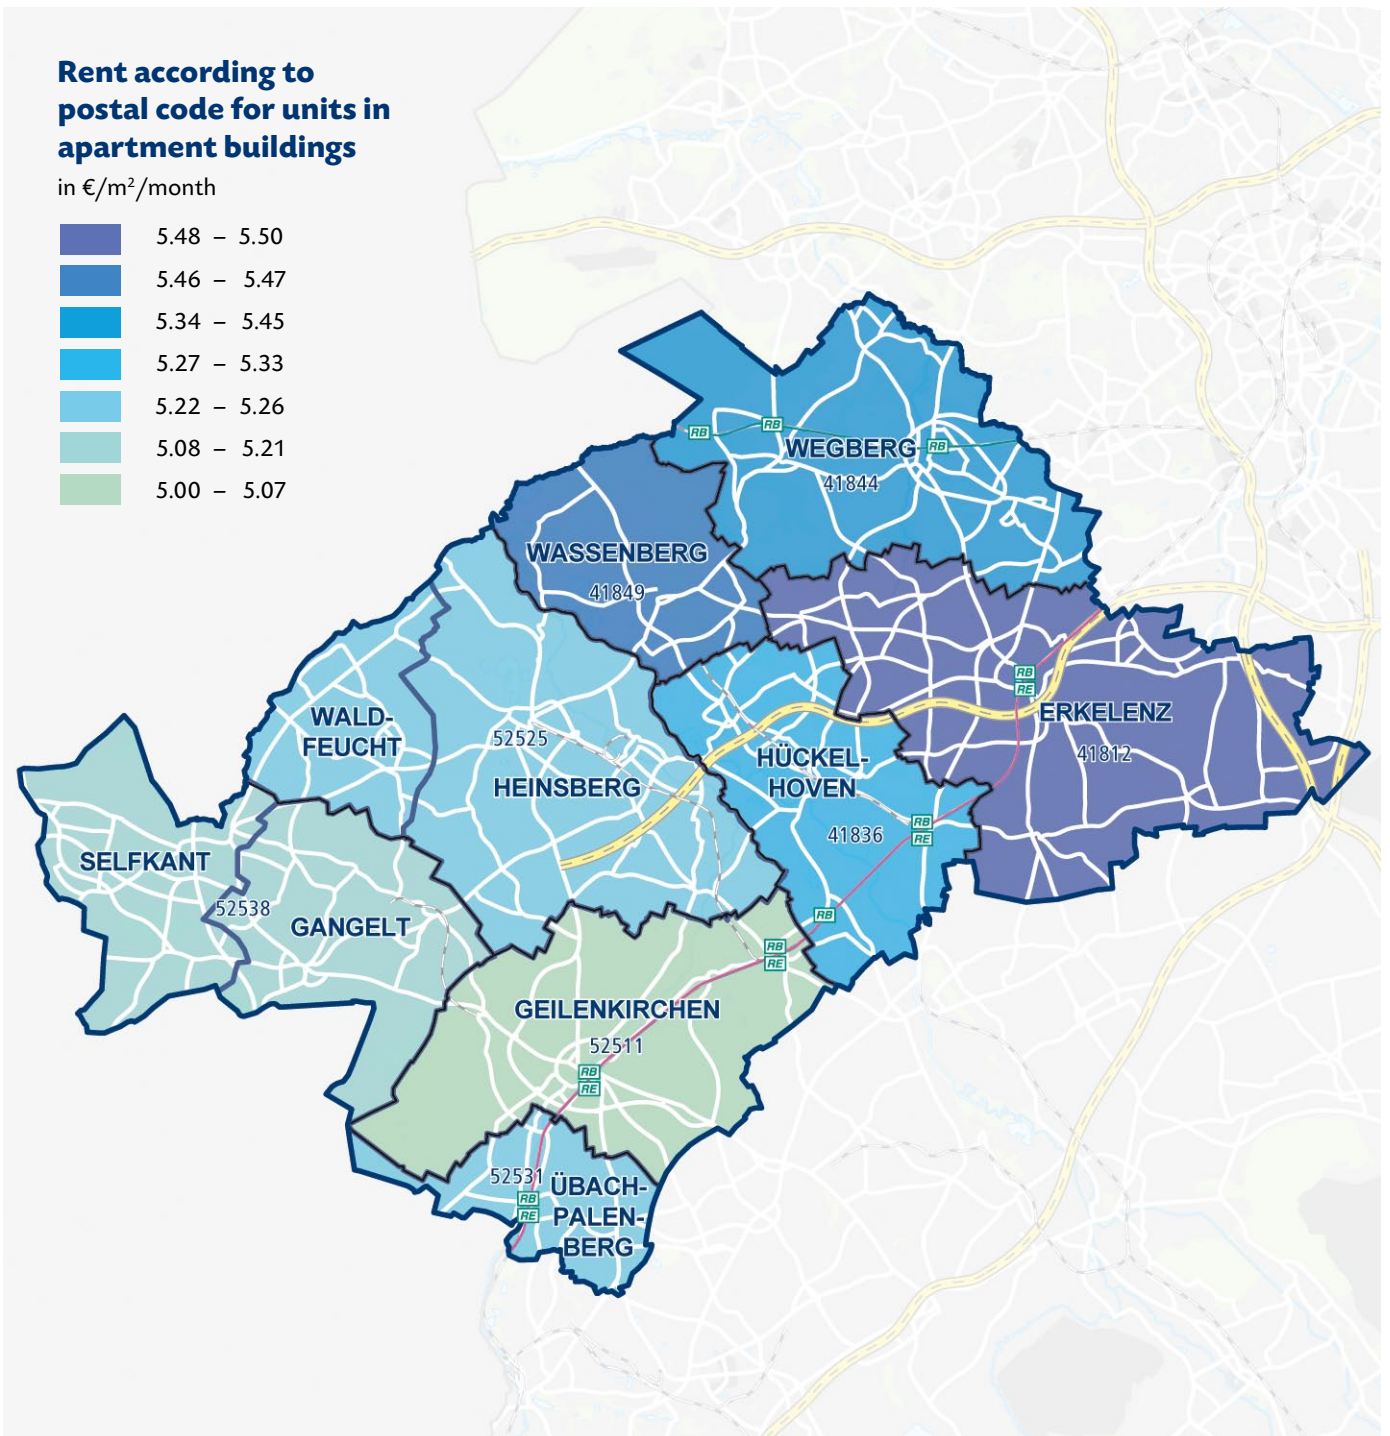 Rent according to
postal code for units in
apartment buildings
in €/m²/month
5.48 – 5.50
5.46 – 5.47
5.34 – 5.45
5.27 – 5.33
5.22 – 5.26
5.08 – 5.21
5.00 – 5.07
RB
RB
RB
WEGBERG
41844
WASSENBERG
41849
RB
RE
ERKELENZ
41812
WALD-
FEUCHT
52525
HEINSBERG
HÜCKEL-
HOVEN
41836
RB
RE
SELFKANT
52538
GANGELT
RB
RB
RE
GEILENKIRCHEN
52511
RB
RE
52531
RB
RE
ÜBACH-
PALEN-
BERG